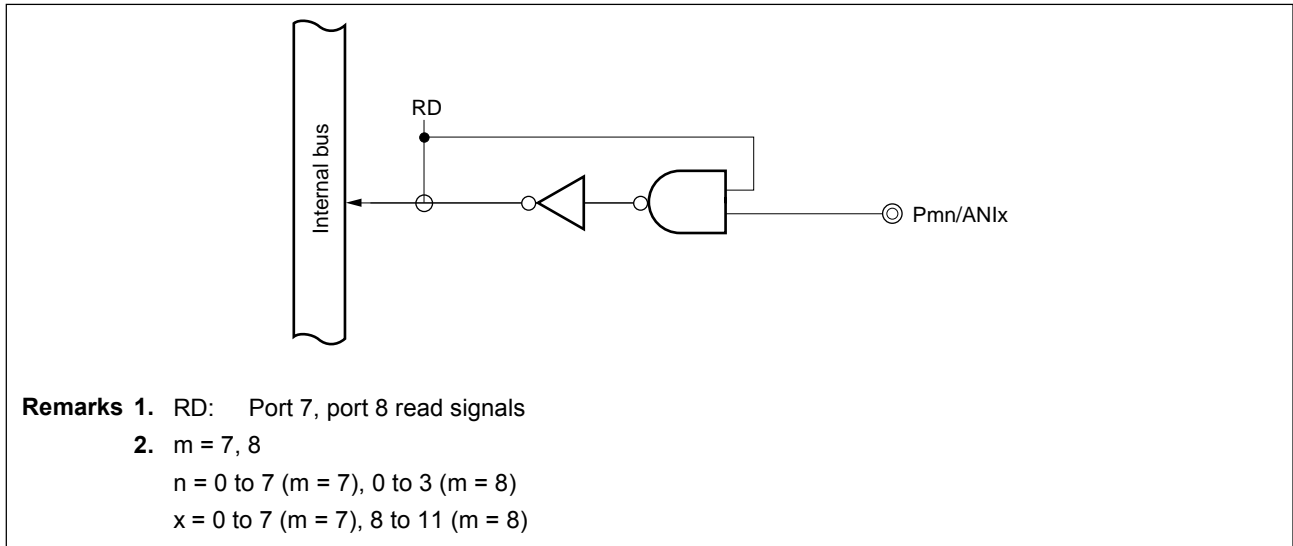 RD
Internal bus
Pmn/ANIx
Remarks 1. RD: Port 7, port 8 read signals
2. m = 7, 8
n = 0 to 7 (m = 7), 0 to 3 (m = 8)
x = 0 to 7 (m = 7), 8 to 11 (m = 8)